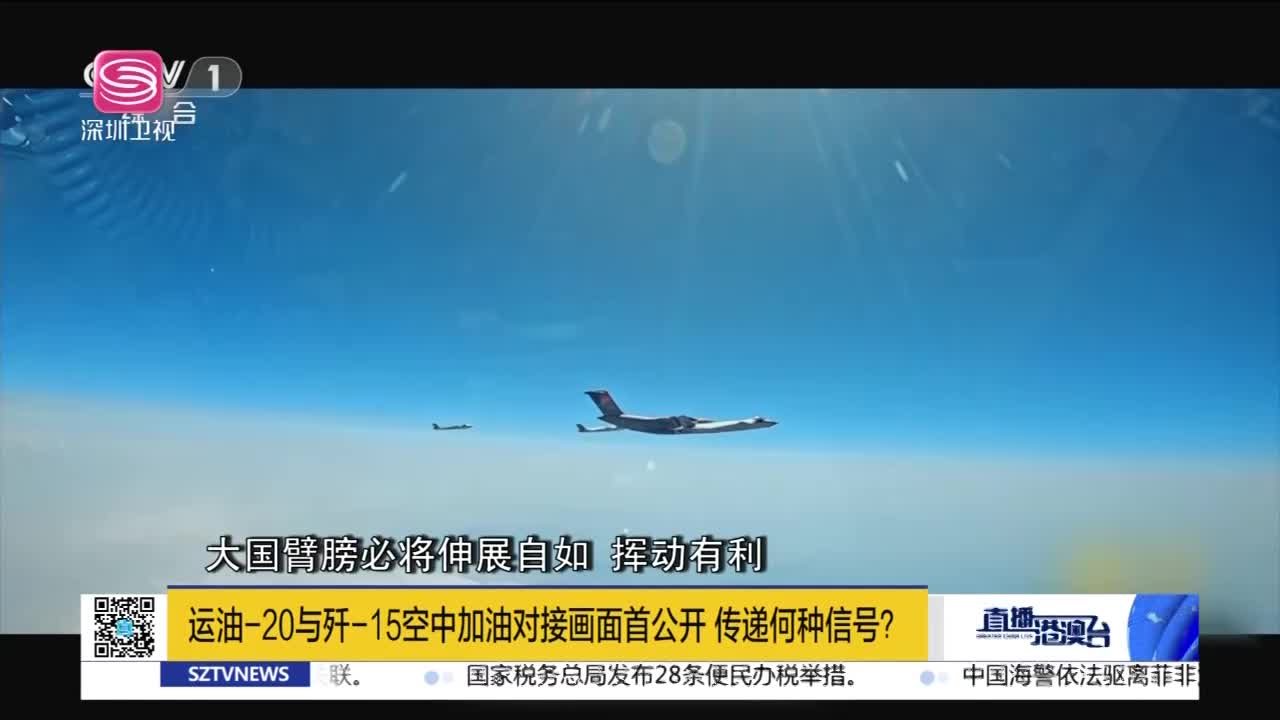 1
综合
深圳卫视
大国臂膀必将伸展自如 挥动有利
运油-20与歼-15空中加油对接画面首公开 传递何种信号?
直播港澳台
SZTVNEWS
联。
国家税务总局发布28条便民办税举措。
中国海警依法驱离菲非